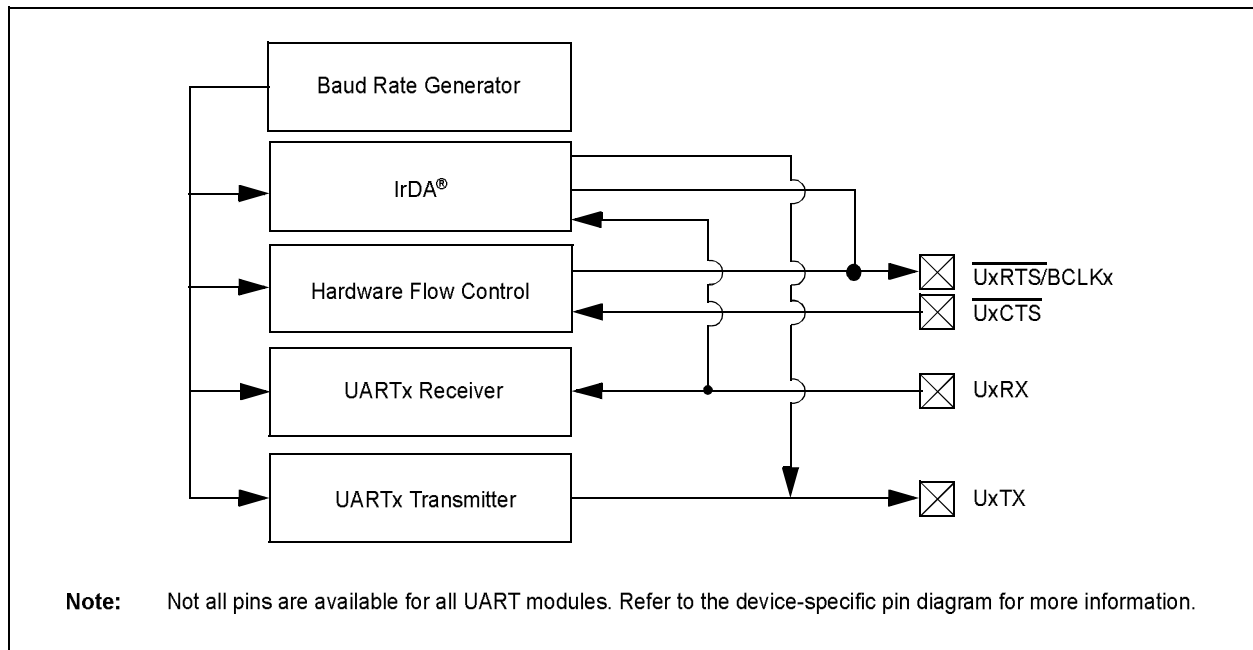 Baud Rate Generator
IrDA®
Hardware Flow Control
UxRTS/BCLKx
UxCTS
UARTx Receiver
UxRX
UARTx Transmitter
UxTX
Note: Not all pins are available for all UART modules. Refer to the device-specific pin diagram for more information.